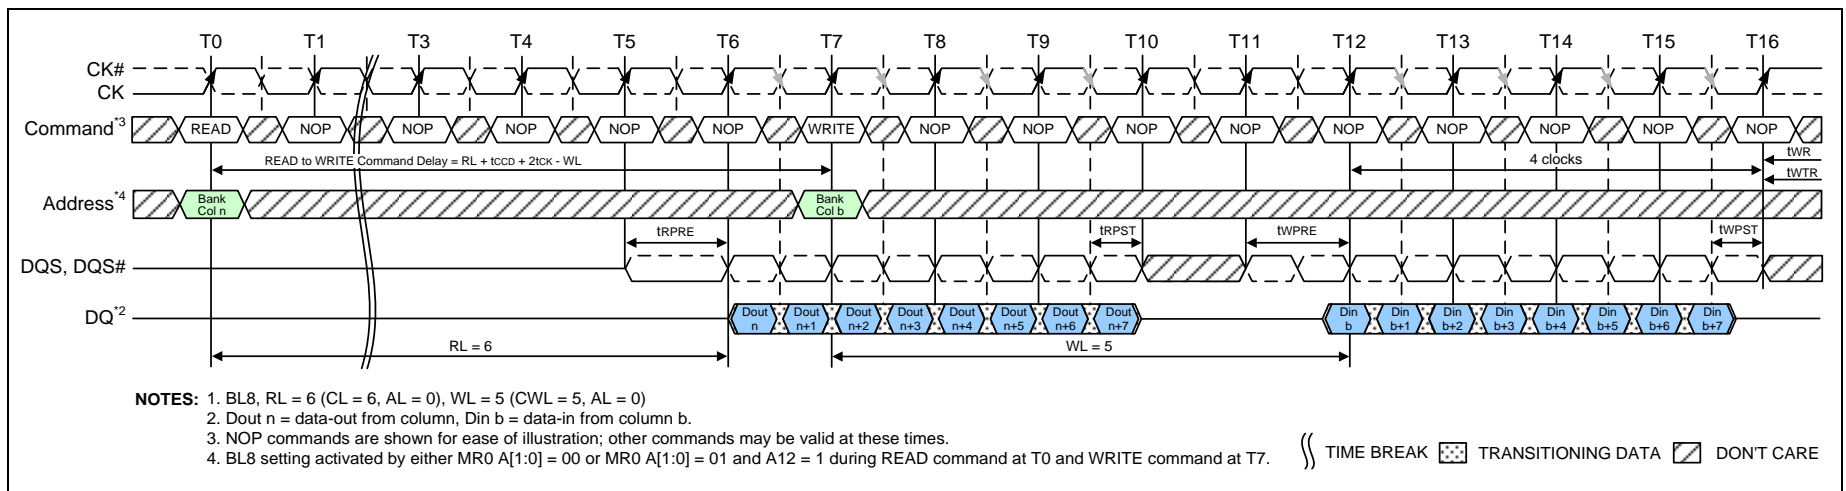 T0 T1 T3 T4 T5 T6 T7 T8 T9 T10 T11 T12 T13 T14 T15 T16
CK#
CK
Command*3 READ NOP NOP NOP NOP NOP WRITE NOP NOP NOP NOP NOP NOP NOP NOP NOP
READ to WRITE Command Delay = RL + tCCD + 2tCK - WL 4 clocks tWR
tWTR
Address*4 Bank Col n Bank Col b
tRPRE tRPST tWPRE tWPST
DQS, DQS#
DQ*2 Dout n Dout n+1 Dout n+2 Dout n+3 Dout n+4 Dout n+5 Dout n+6 Dout n+7 Din b Din b+1 Din b+2 Din b+3 Din b+4 Din b+5 Din b+6 Din b+7
RL = 6 WL = 5
NOTES: 1. BL8, RL = 6 (CL = 6, AL = 0), WL = 5 (CWL = 5, AL = 0)
2. Dout n = data-out from column, Din b = data-in from column b.
3. NOP commands are shown for ease of illustration; other commands may be valid at these times.
4. BL8 setting activated by either MR0 A[1:0] = 00 or MR0 A[1:0] = 01 and A12 = 1 during READ command at T0 and WRITE command at T7.
TIME BREAK TRANSITIONING DATA DON'T CARE